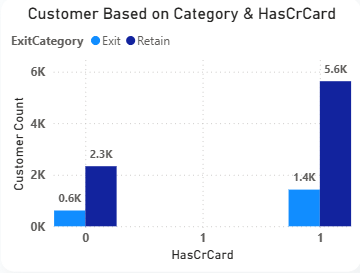 Customer Based on Category & HasCrCard
ExitCategory Exit Retain
Customer Count
6K
4K
2K
0K
0.6K
2.3K
1.4K
5.6K
0 1 1
HasCrCard